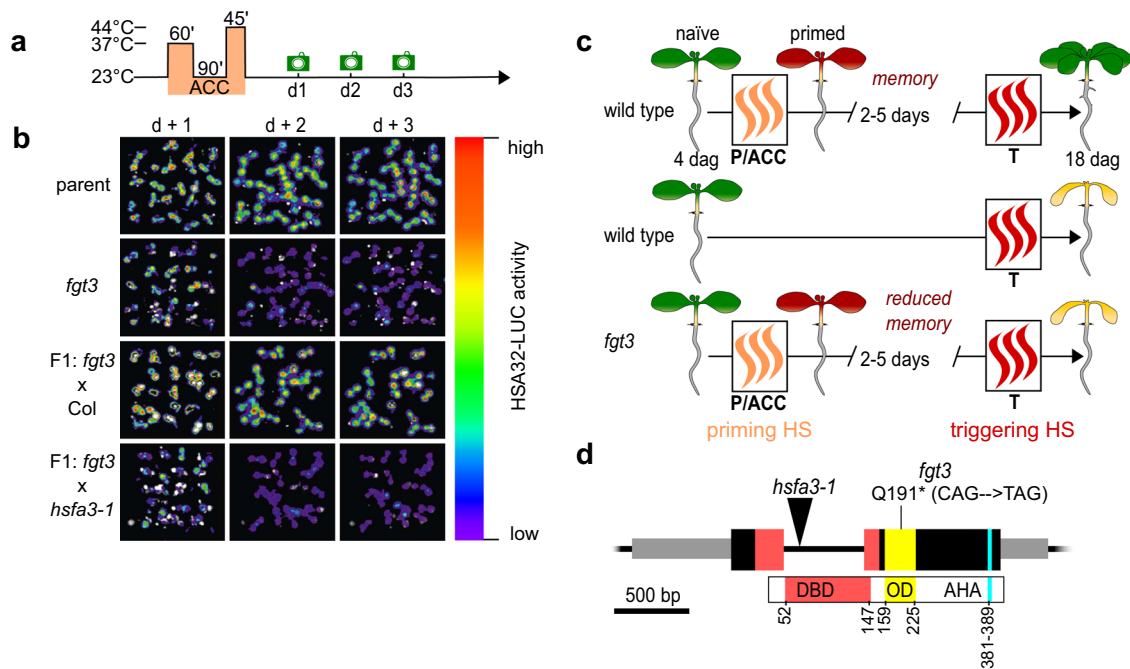 a
44°C
37°C
23°C
60'
90'
45'
ACC
d1 d2 d3
b
d + 1 d + 2 d + 3
parent
fgt3
F1: fgt3
x
Col
F1: fgt3
x
hsfa3-1
high
HSA32-LUC activity
low
c
naïve primed
wild type
memory
2-5 days
P/ACC
T
4 dag
18 dag
wild type
T
fgt3
reduced
memory
2-5 days
P/ACC
T
priming HS
triggering HS
d
hsfa3-1
fgt3
Q191* (CAG-->TAG)
500 bp
DBD OD AHA
52
147
159
225
381-389